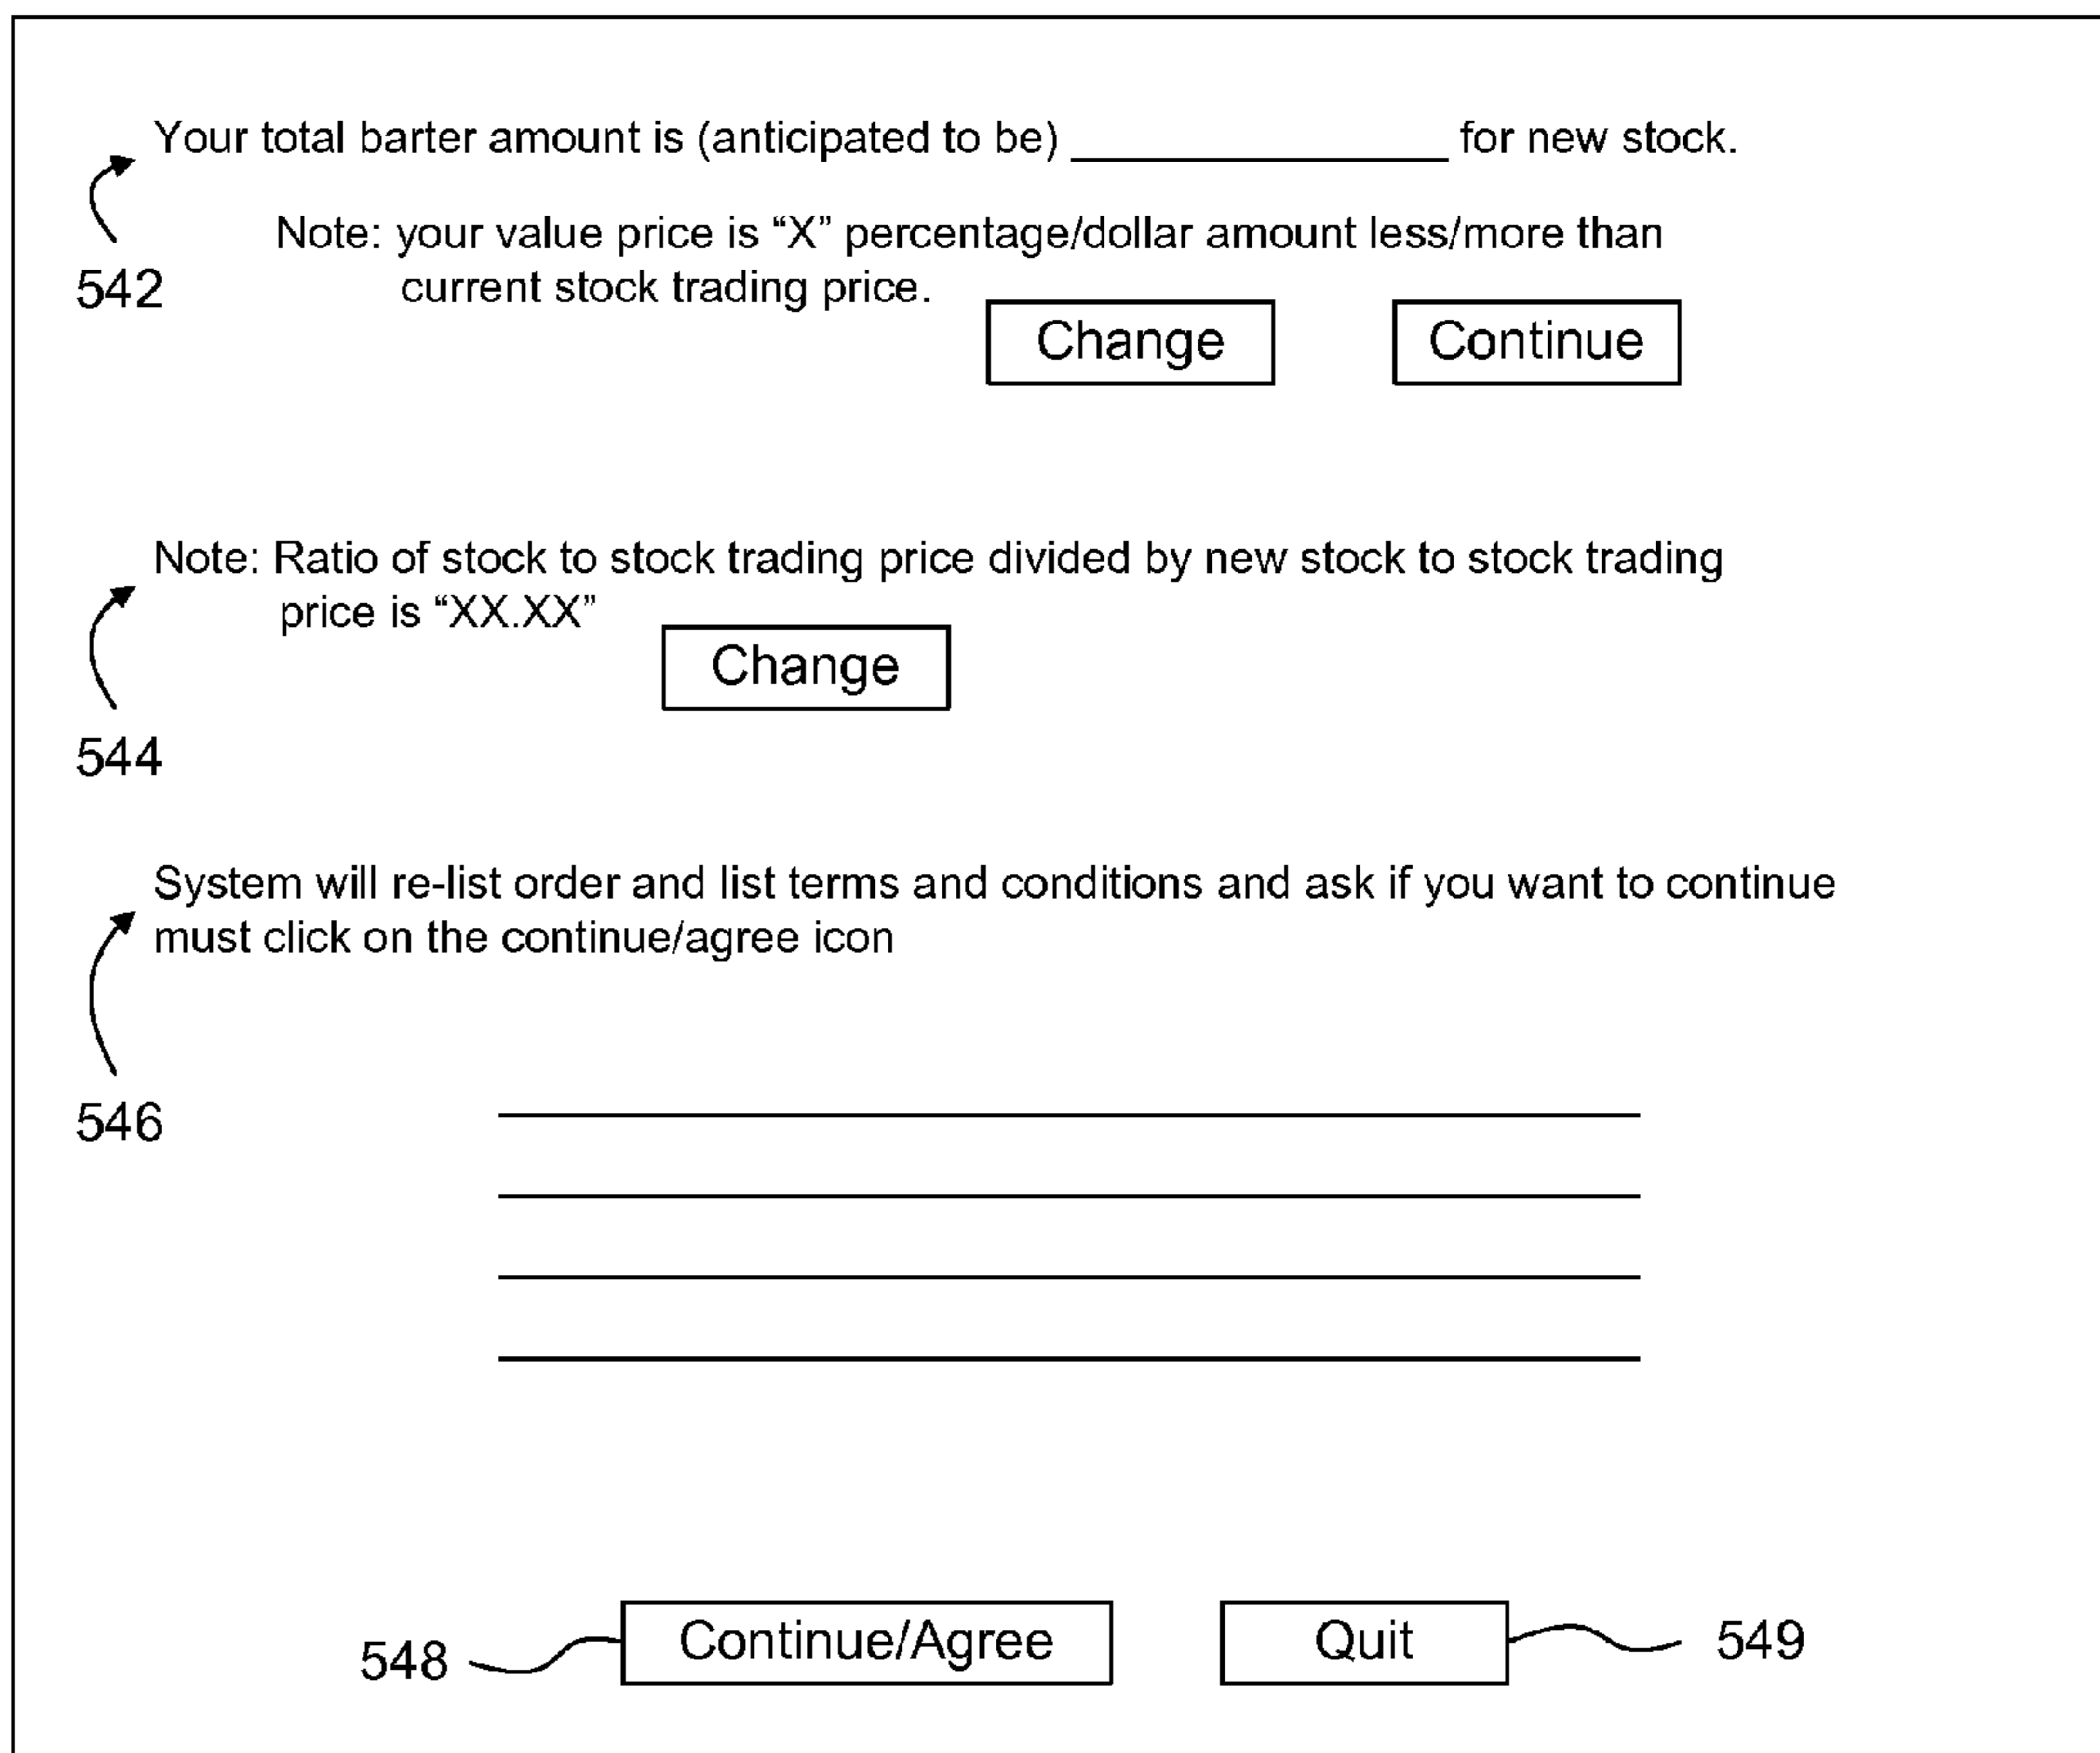 Your total barter amount is (anticipated to be) ________________ for new stock.
Note: your value price is “X” percentage/dollar amount less/more than
542
current stock trading price.
Change
Continue
Note: Ratio of stock to stock trading price divided by new stock to stock trading
price is “XX.XX”
Change
544
System will re-list order and list terms and conditions and ask if you want to continue
must click on the continue/agree icon
546
548
Continue/Agree
Quit
549